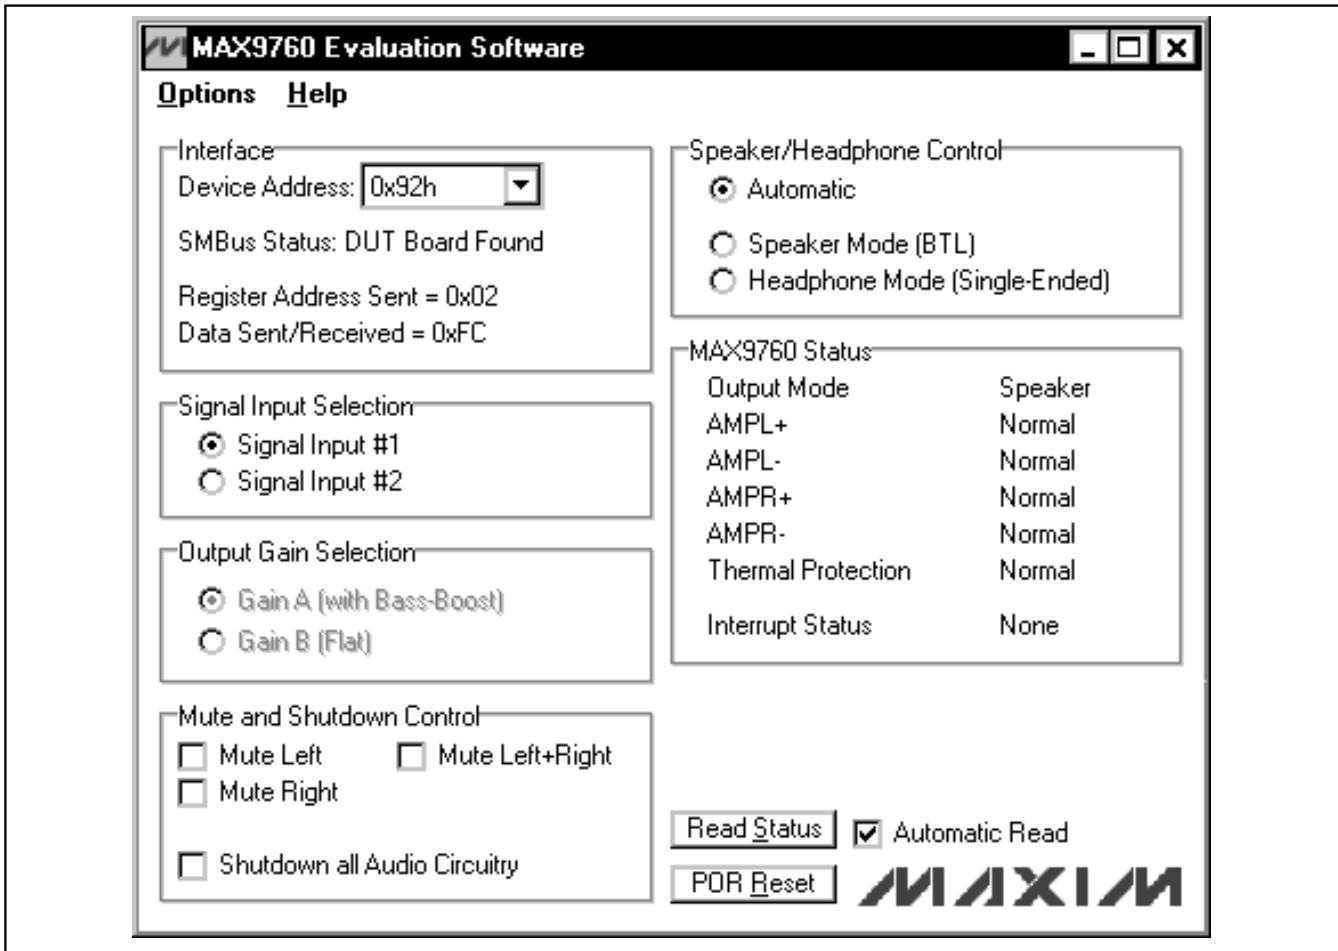 MAX9760 Evaluation Software
Options Help
Interface
Device Address: 0x92h
SMBus Status: DUT Board Found
Register Address Sent = 0x02
Data Sent/Received = 0xFC
Signal Input Selection
Signal Input #1
Signal Input #2
Output Gain Selection
Gain A (with Bass-Boost)
Gain B (Flat)
Mute and Shutdown Control
Mute Left Mute Left+Right
Mute Right
Shutdown all Audio Circuitry
Speaker/Headphone Control
Automatic
Speaker Mode (BTL)
Headphone Mode (Single-Ended)
MAX9760 Status
Output Mode Speaker
AMPL+ Normal
AMPL- Normal
AMPR+ Normal
AMPR- Normal
Thermal Protection Normal
Interrupt Status None
Read Status Automatic Read
POR Reset MAXIM